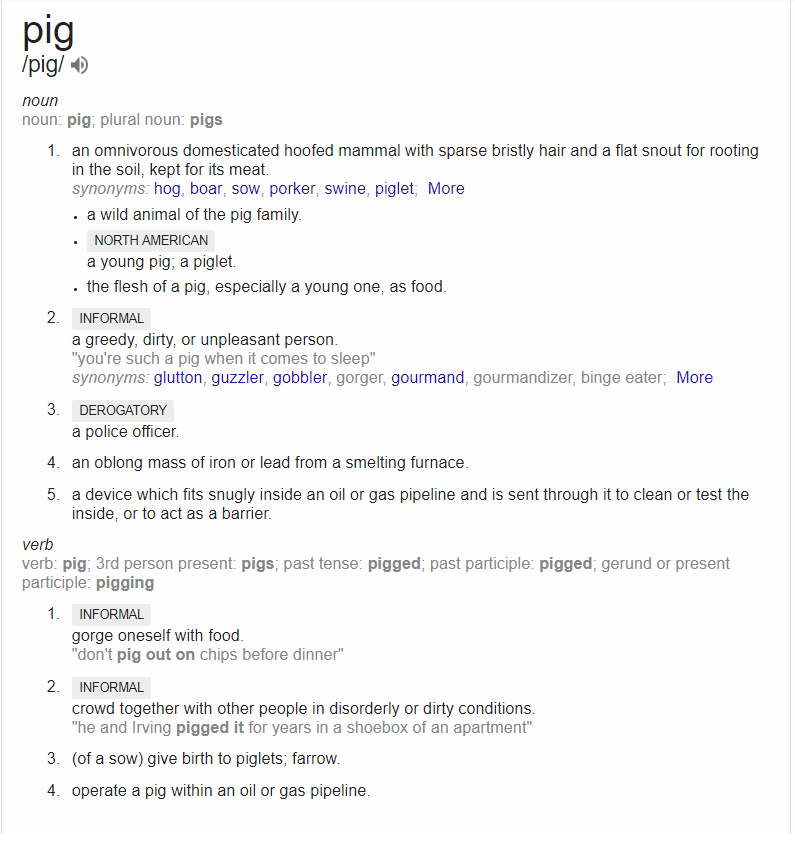 pig
/pig/
noun
noun: pig; plural noun: pigs
1. an omnivorous domesticated hoofed mammal with sparse bristly hair and a flat snout for rooting
in the soil, kept for its meat.
synonyms: hog, boar, sow, porker, swine, piglet; More
• a wild animal of the pig family.
• NORTH AMERICAN
a young pig; a piglet.
• the flesh of a pig, especially a young one, as food.
2. INFORMAL
a greedy, dirty, or unpleasant person.
"you're such a pig when it comes to sleep"
synonyms: glutton, guzzler, gobbler, gorger, gourmand, gourmandizer, binge eater; More
3. DEROGATORY
a police officer.
4. an oblong mass of iron or lead from a smelting furnace.
5. a device which fits snugly inside an oil or gas pipeline and is sent through it to clean or test the
inside, or to act as a barrier.
verb
verb: pig; 3rd person present: pigs; past tense: pigged; past participle: pigged; gerund or present
participle: pigging
1. INFORMAL
gorge oneself with food.
"don't pig out on chips before dinner"
2. INFORMAL
crowd together with other people in disorderly or dirty conditions.
"he and Irving pigged it for years in a shoebox of an apartment"
3. (of a sow) give birth to piglets; farrow.
4. operate a pig within an oil or gas pipeline.